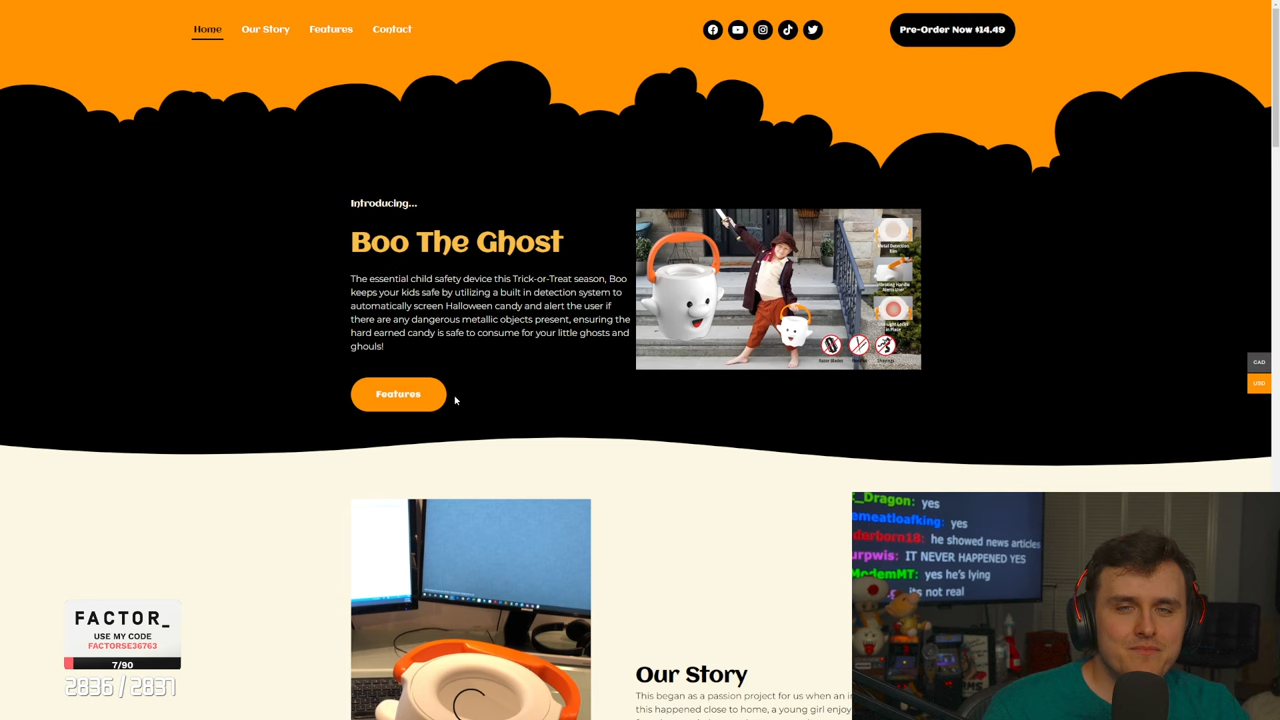 Home
Our Story
Features
Contact
Pre-Order Now $14.49
Introducing...
Boo The Ghost
The essential child safety device this Trick-or-Treat season, Boo
keeps your kids safe by utilizing a built in detection system to
automatically screen Halloween candy and alert the user if
there are any dangerous metallic objects present, ensuring the
hard earned candy is safe to consume for your little ghosts and
ghouls!
Features
Metal Detection
Razor Blades
CAD
USD
Our Story
This began as a passion project for us when an
this happened close to home, a young girl enjoy
_Dragon: yes
emeatloafking: yes
derborn18: he showed news articles
urpwis: IT NEVER HAPPENED YES
ModemMT: yes he's lying
its not real
FACTOR_
USE MY CODE
FACTORSE36763
7/90
2836 / 2837